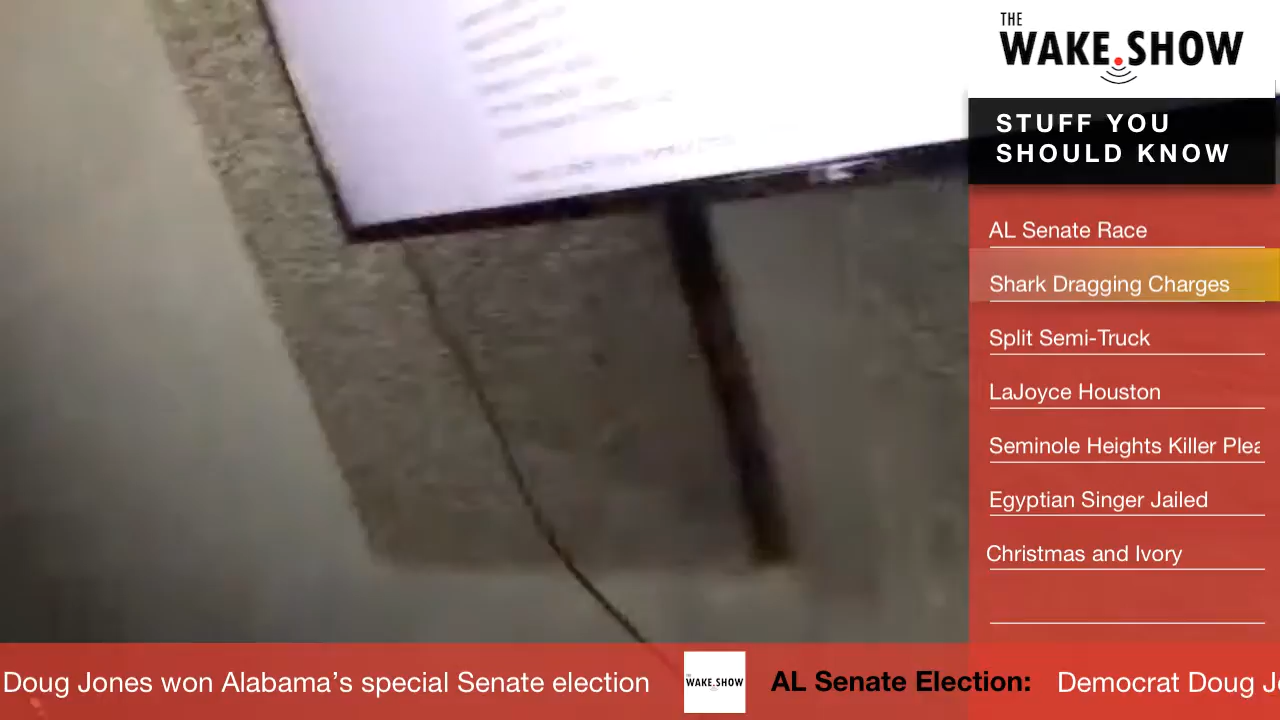 THE
WAKE.SHOW
STUFF YOU
SHOULD KNOW
AL Senate Race
Shark Dragging Charges
Split Semi-Truck
LaJoyce Houston
Seminole Heights Killer Plea
Egyptian Singer Jailed
Christmas and Ivory
Doug Jones won Alabama’s special Senate election
THE
WAKE.SHOW
AL Senate Election: Democrat Doug Jo